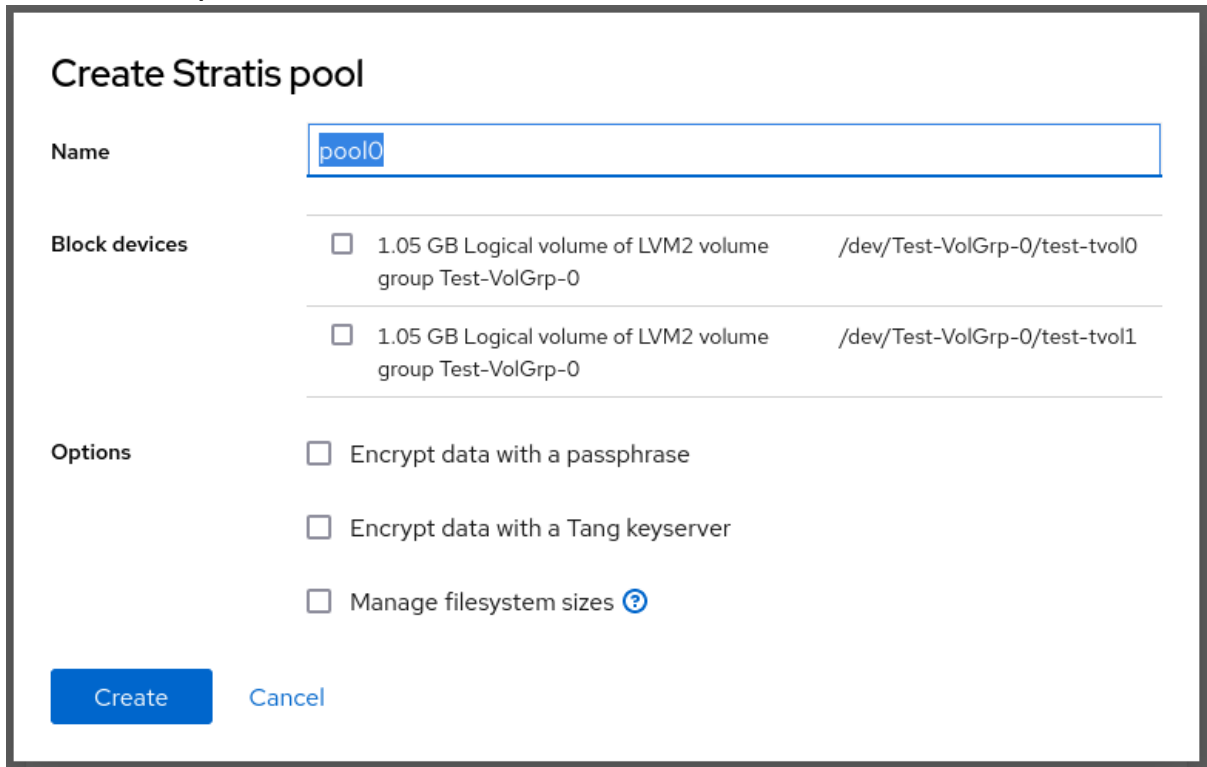 Create Stratis pool
Name
pool0
Block devices
1.05 GB Logical volume of LVM2 volume
group Test-VolGrp-0
/dev/Test-VolGrp-0/test-tvol0
1.05 GB Logical volume of LVM2 volume
group Test-VolGrp-0
/dev/Test-VolGrp-0/test-tvol1
Options
Encrypt data with a passphrase
Encrypt data with a Tang keyserver
Manage filesystem sizes ?
Create
Cancel